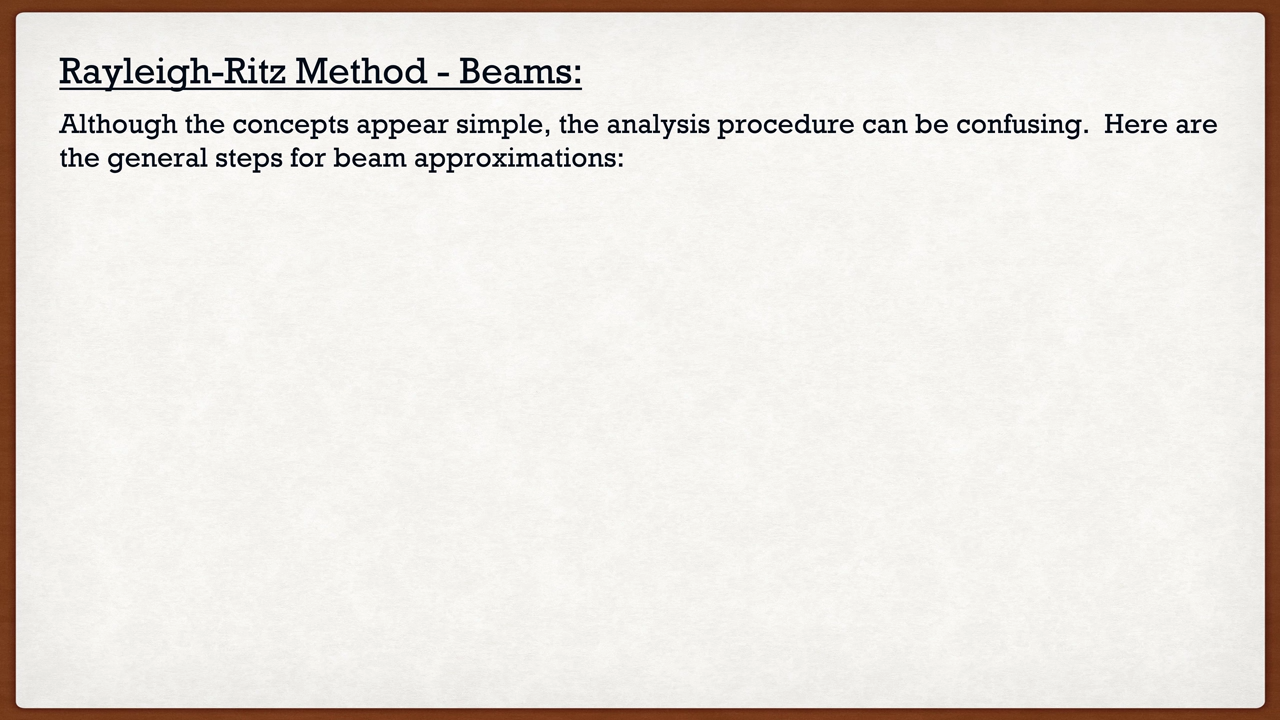 Rayleigh-Ritz Method - Beams:
Although the concepts appear simple, the analysis procedure can be confusing.  Here are
the general steps for beam approximations: